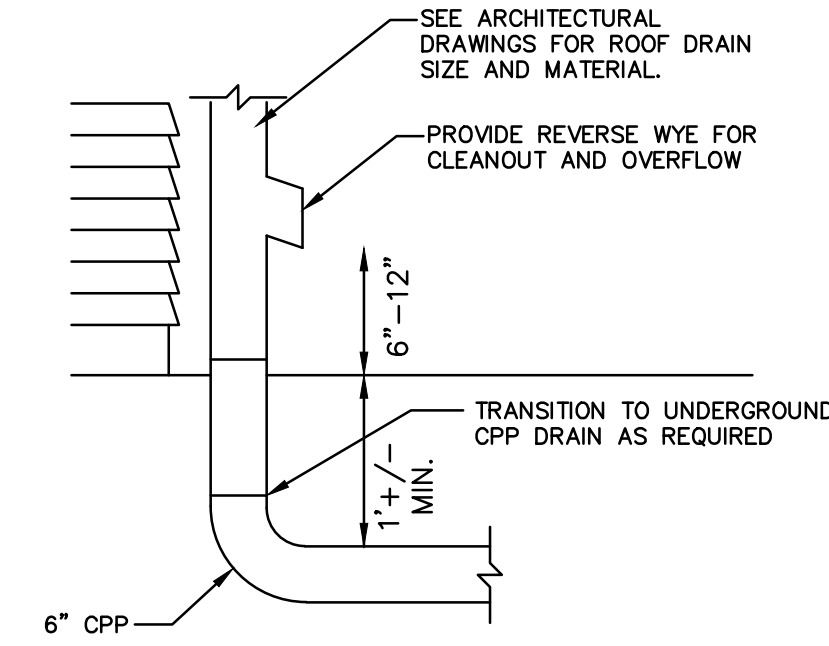 SEE ARCHITECTURAL
DRAWINGS FOR ROOF DRAIN
SIZE AND MATERIAL.
PROVIDE REVERSE WYE FOR
CLEANOUT AND OVERFLOW
6"-12"
TRANSITION TO UNDERGROUND
CPP DRAIN AS REQUIRED
1'+/-
MIN.
6" CPP